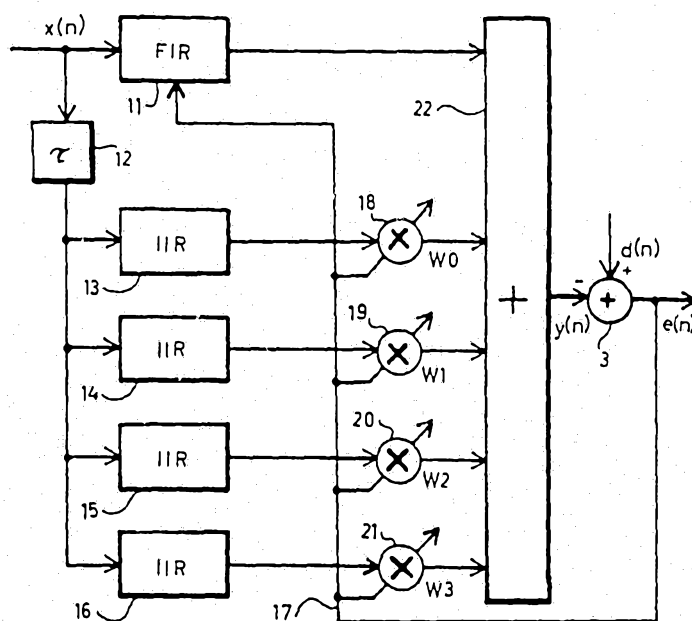 x(n)
FIR
11
22
τ
12
18
IIR
W0
d(n)
13
+
-
+
+
19
y(n)
e(n)
3
IIR
W1
14
20
IIR
W2
15
21
IIR
W3
16
17